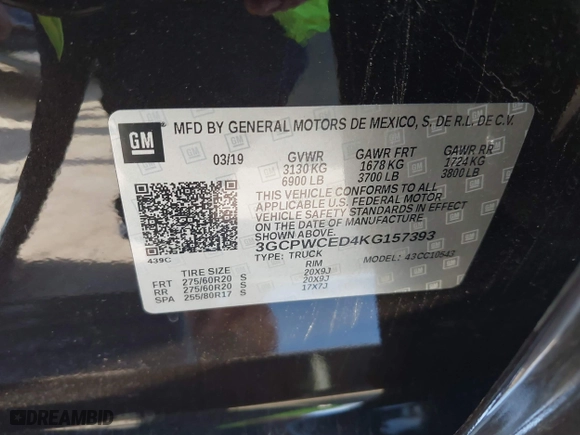 GM
MFD BY GENERAL MOTORS DE MEXICO, S. DE R.L. DE C.V.
03/19 GVWR GAWR FRT GAWR RR
3130 KG 1678 KG 1724 KG
6900 LB 3700 LB 3800 LB
THIS VEHICLE CONFORMS TO ALL
APPLICABLE U.S. FEDERAL MOTOR
VEHICLE SAFETY STANDARDS IN EFFECT
ON THE DATE OF MANUFACTURE
SHOWN ABOVE.
3GCPWCED4KG157393
439C TYPE: TRUCK MODEL: 43CC10543
TIRE SIZE RIM
FRT 275/60R20 S 20X9J
RR 275/60R20 S 20X9J
SPA 255/80R17 S 17X7J
DREAMBID